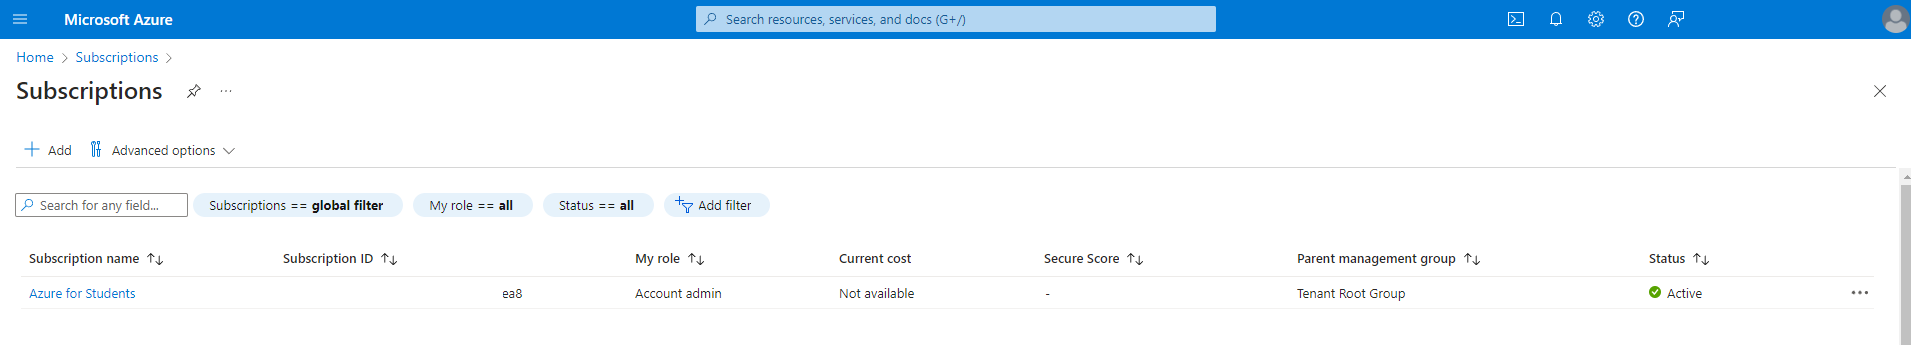 Microsoft Azure
Search resources, services, and docs (G+/)
Home > Subscriptions >
Subscriptions
Add Advanced options
Search for any field... Subscriptions == global filter My role == all Status == all Add filter
Subscription name Subscription ID My role Current cost Secure Score Parent management group Status
Azure for Students ea8 Account admin Not available - Tenant Root Group Active